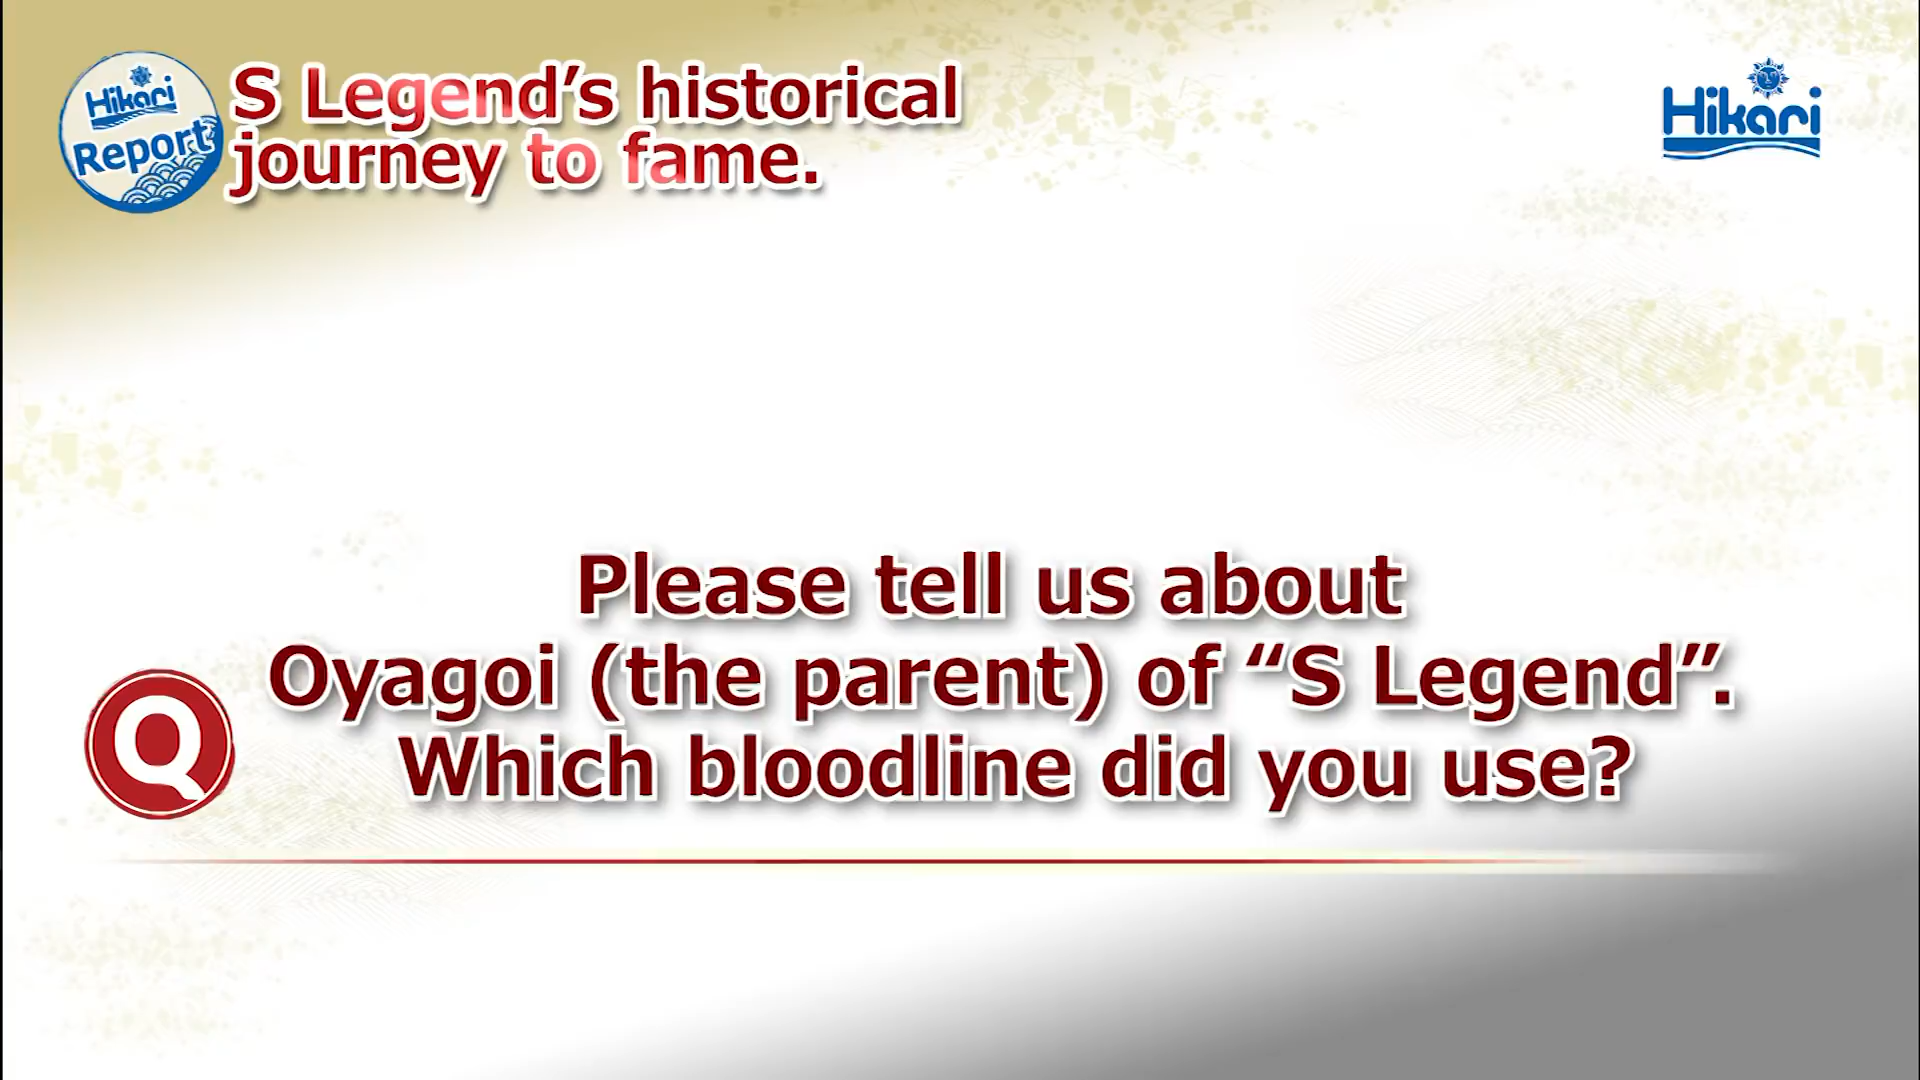 Hikari
Report
S Legend’s historical
journey to fame.
Hikari
Please tell us about
Q
Oyagoi (the parent) of “S Legend”.
Which bloodline did you use?